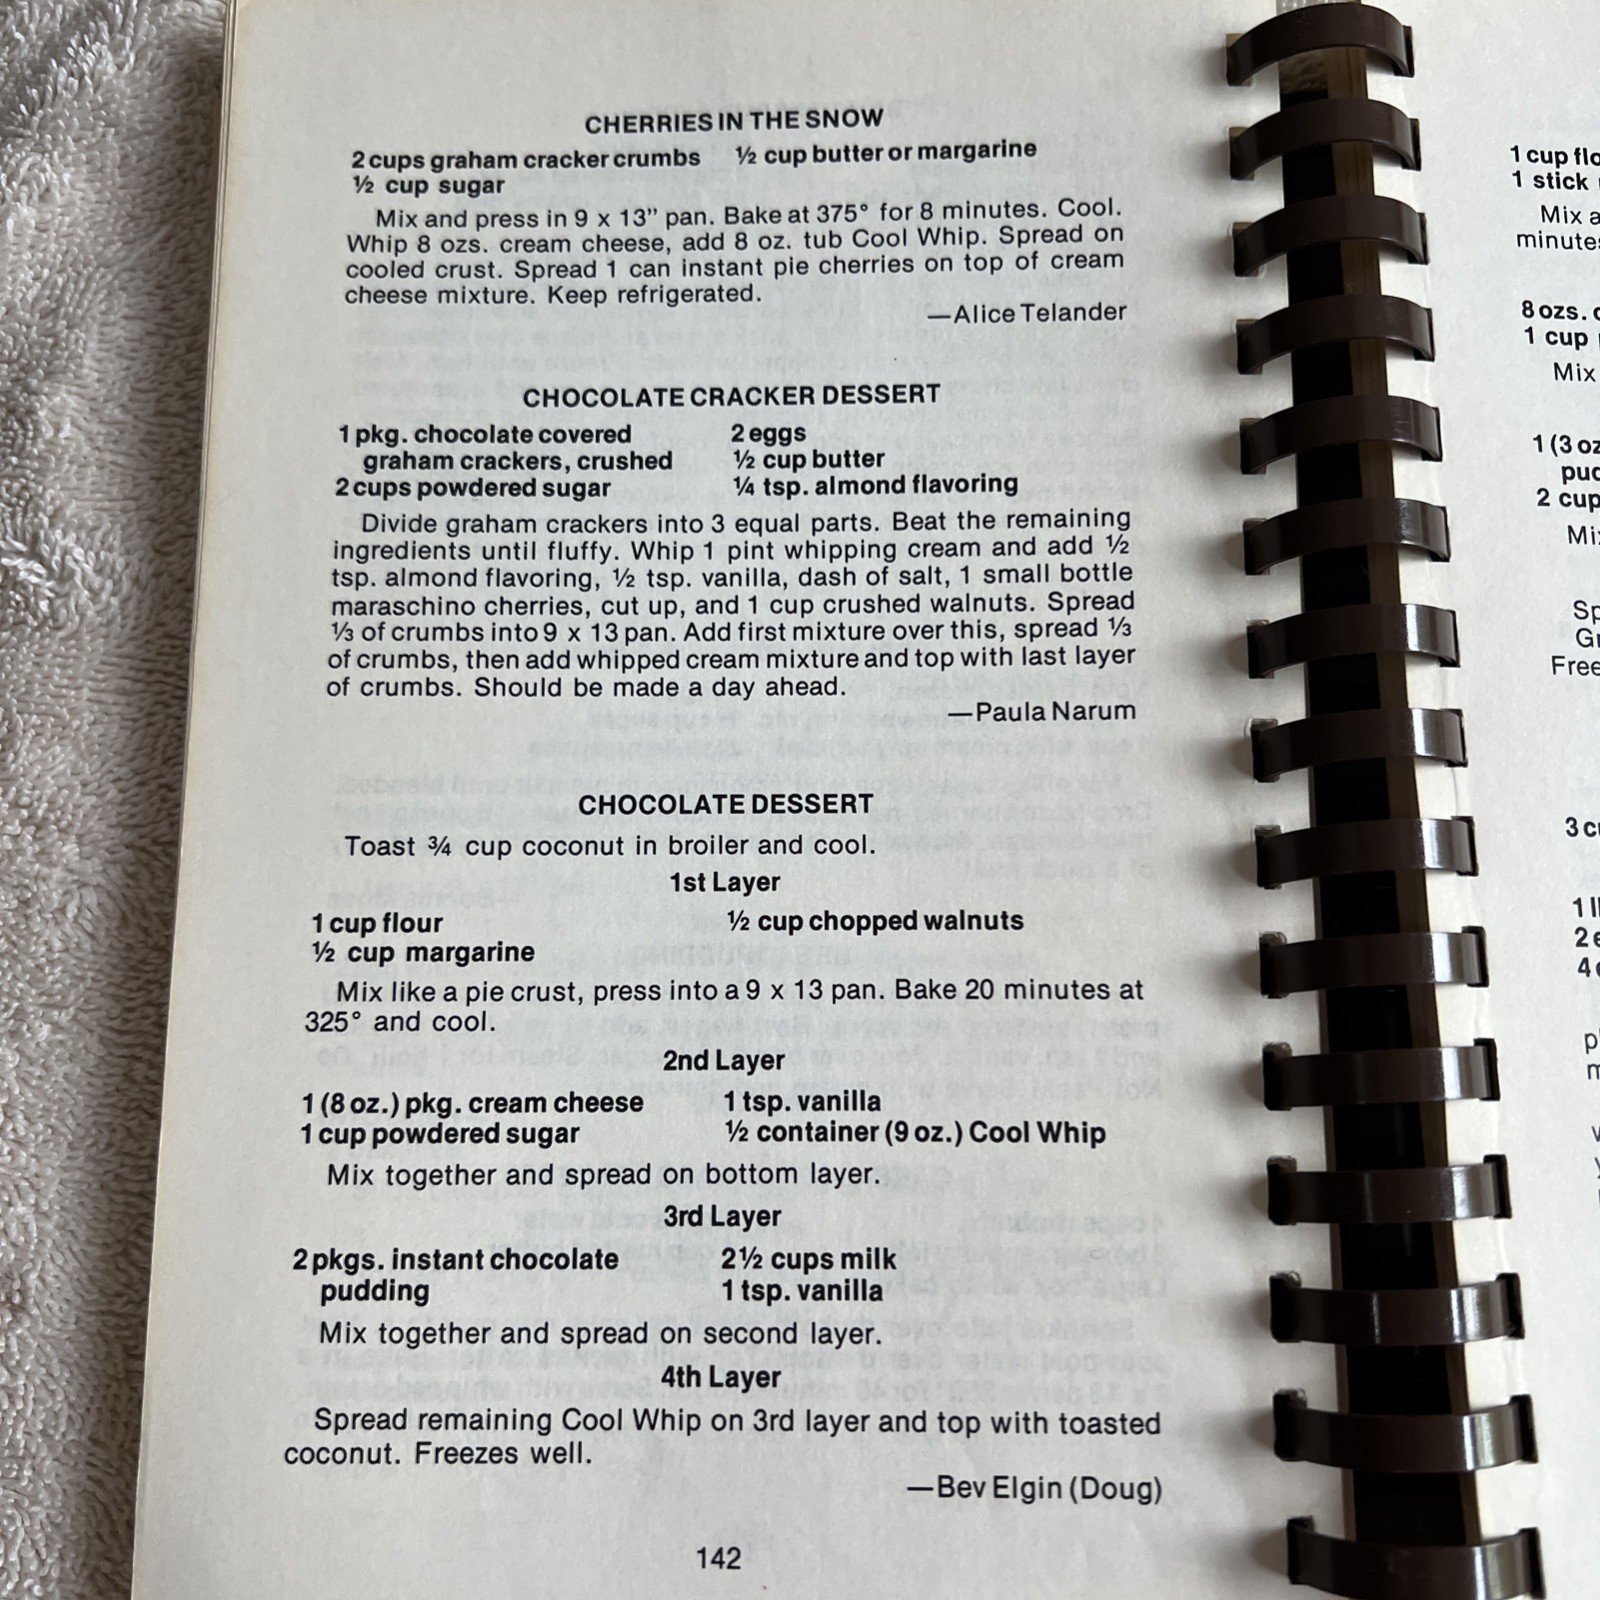 CHERRIES IN THE SNOW
2 cups graham cracker crumbs ½ cup butter or margarine
½ cup sugar
Mix and press in 9 x 13" pan. Bake at 375° for 8 minutes. Cool.
Whip 8 ozs. cream cheese, add 8 oz. tub Cool Whip. Spread on
cooled crust. Spread 1 can instant pie cherries on top of cream
cheese mixture. Keep refrigerated.
—Alice Telander
CHOCOLATE CRACKER DESSERT
1 pkg. chocolate covered 2 eggs
graham crackers, crushed ½ cup butter
2 cups powdered sugar ¼ tsp. almond flavoring
Divide graham crackers into 3 equal parts. Beat the remaining
ingredients until fluffy. Whip 1 pint whipping cream and add ½
tsp. almond flavoring, ½ tsp. vanilla, dash of salt, 1 small bottle
maraschino cherries, cut up, and 1 cup crushed walnuts. Spread
⅓ of crumbs into 9 x 13 pan. Add first mixture over this, spread ⅓
of crumbs, then add whipped cream mixture and top with last layer
of crumbs. Should be made a day ahead.
—Paula Narum
CHOCOLATE DESSERT
Toast ¾ cup coconut in broiler and cool.
1st Layer
1 cup flour ½ cup chopped walnuts
½ cup margarine
Mix like a pie crust, press into a 9 x 13 pan. Bake 20 minutes at
325° and cool.
2nd Layer
1 (8 oz.) pkg. cream cheese 1 tsp. vanilla
1 cup powdered sugar ½ container (9 oz.) Cool Whip
Mix together and spread on bottom layer.
3rd Layer
2 pkgs. instant chocolate 2½ cups milk
pudding 1 tsp. vanilla
Mix together and spread on second layer.
4th Layer
Spread remaining Cool Whip on 3rd layer and top with toasted
coconut. Freezes well.
—Bev Elgin (Doug)
142
1 cup
1 stick
Mix
8 ozs.
1 cup
Mix
1 (3
2
3
1
2
4